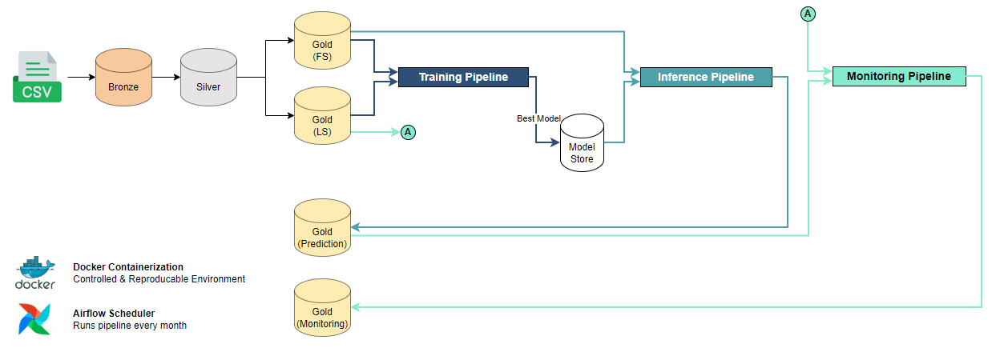 A
Gold
(FS)
CSV
Bronze
Silver
Training Pipeline
Inference Pipeline
Monitoring Pipeline
Gold
(LS)
A
Best Model
Model
Store
Gold
(Prediction)
docker
Docker Containerization
Controlled & Reproducable Environment
Airflow Scheduler
Runs pipeline every month
Gold
(Monitoring)